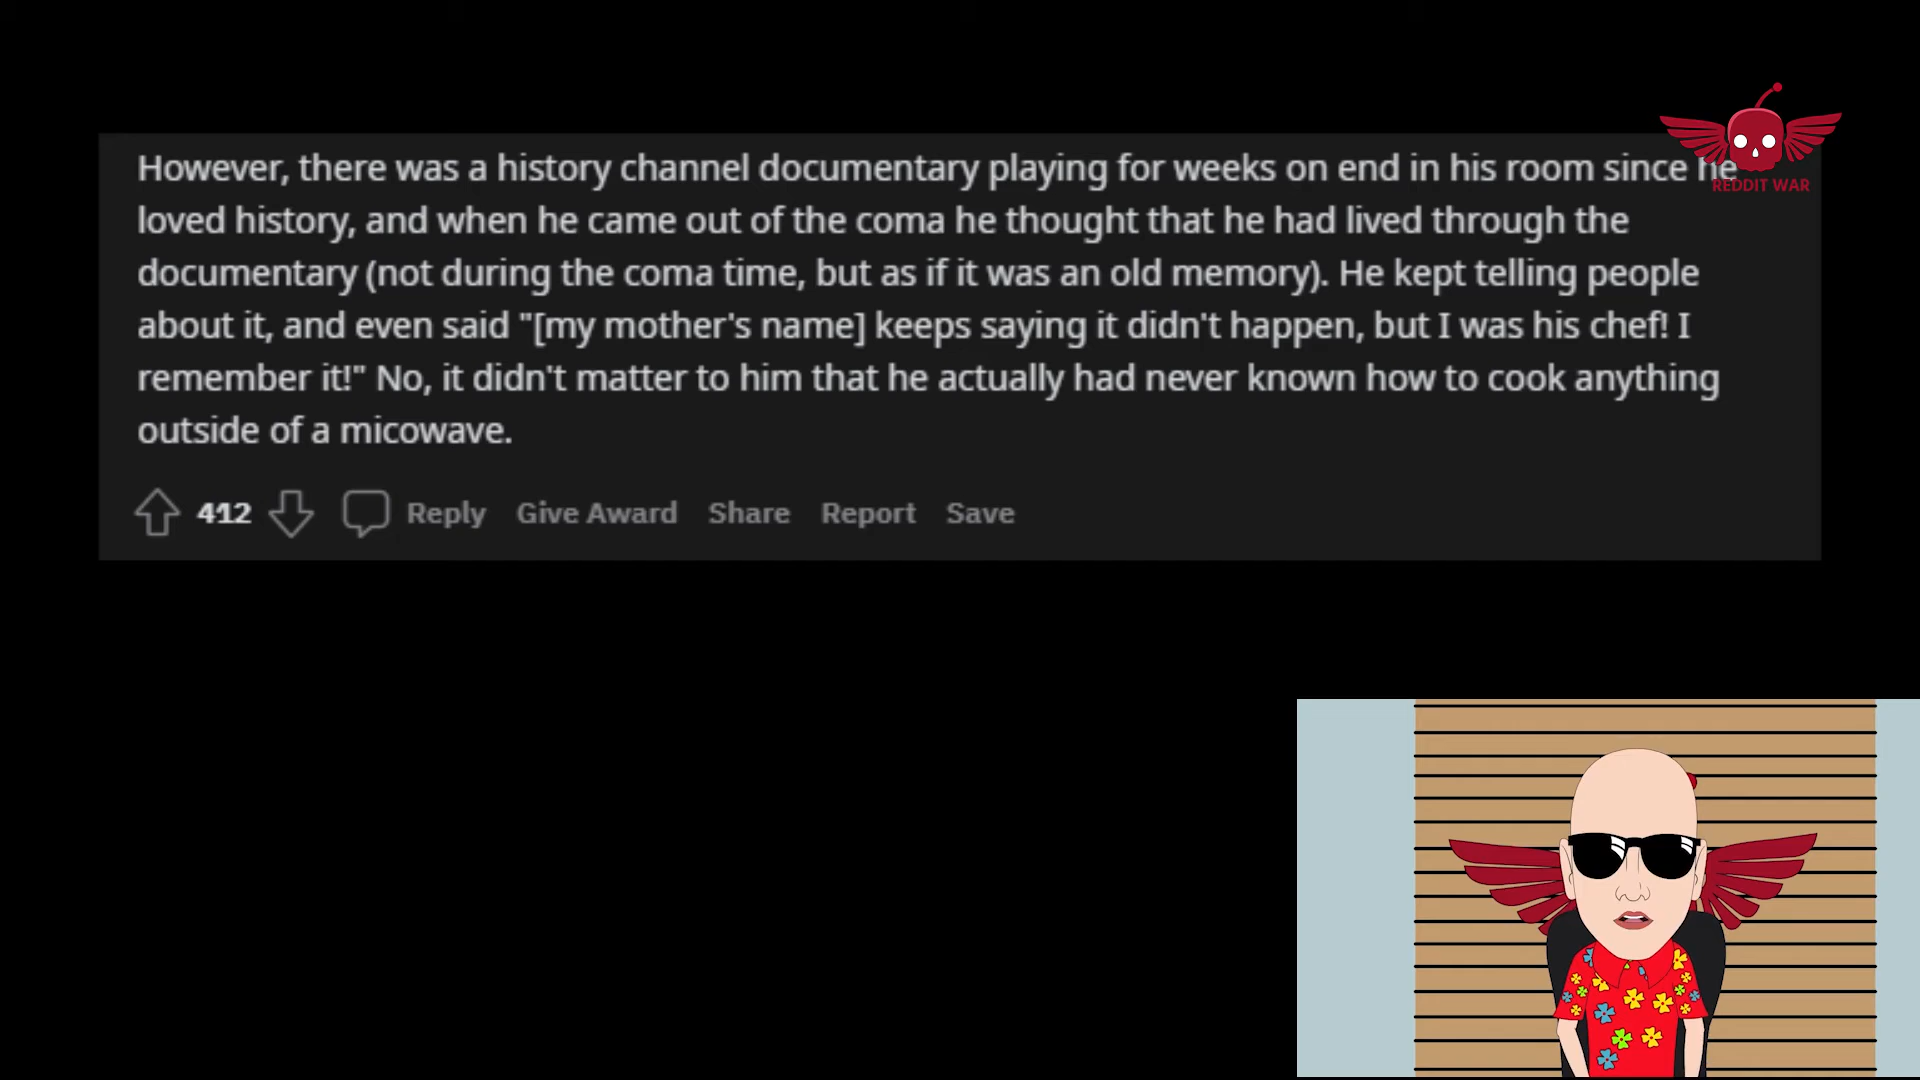 However, there was a history channel documentary playing for weeks on end in his room since he
loved history, and when he came out of the coma he thought that he had lived through the
documentary (not during the coma time, but as if it was an old memory). He kept telling people
about it, and even said "[my mother's name] keeps saying it didn't happen, but I was his chef! I
remember it!" No, it didn't matter to him that he actually had never known how to cook anything
outside of a micowave.
412 Reply Give Award Share Report Save
REDDIT WAR